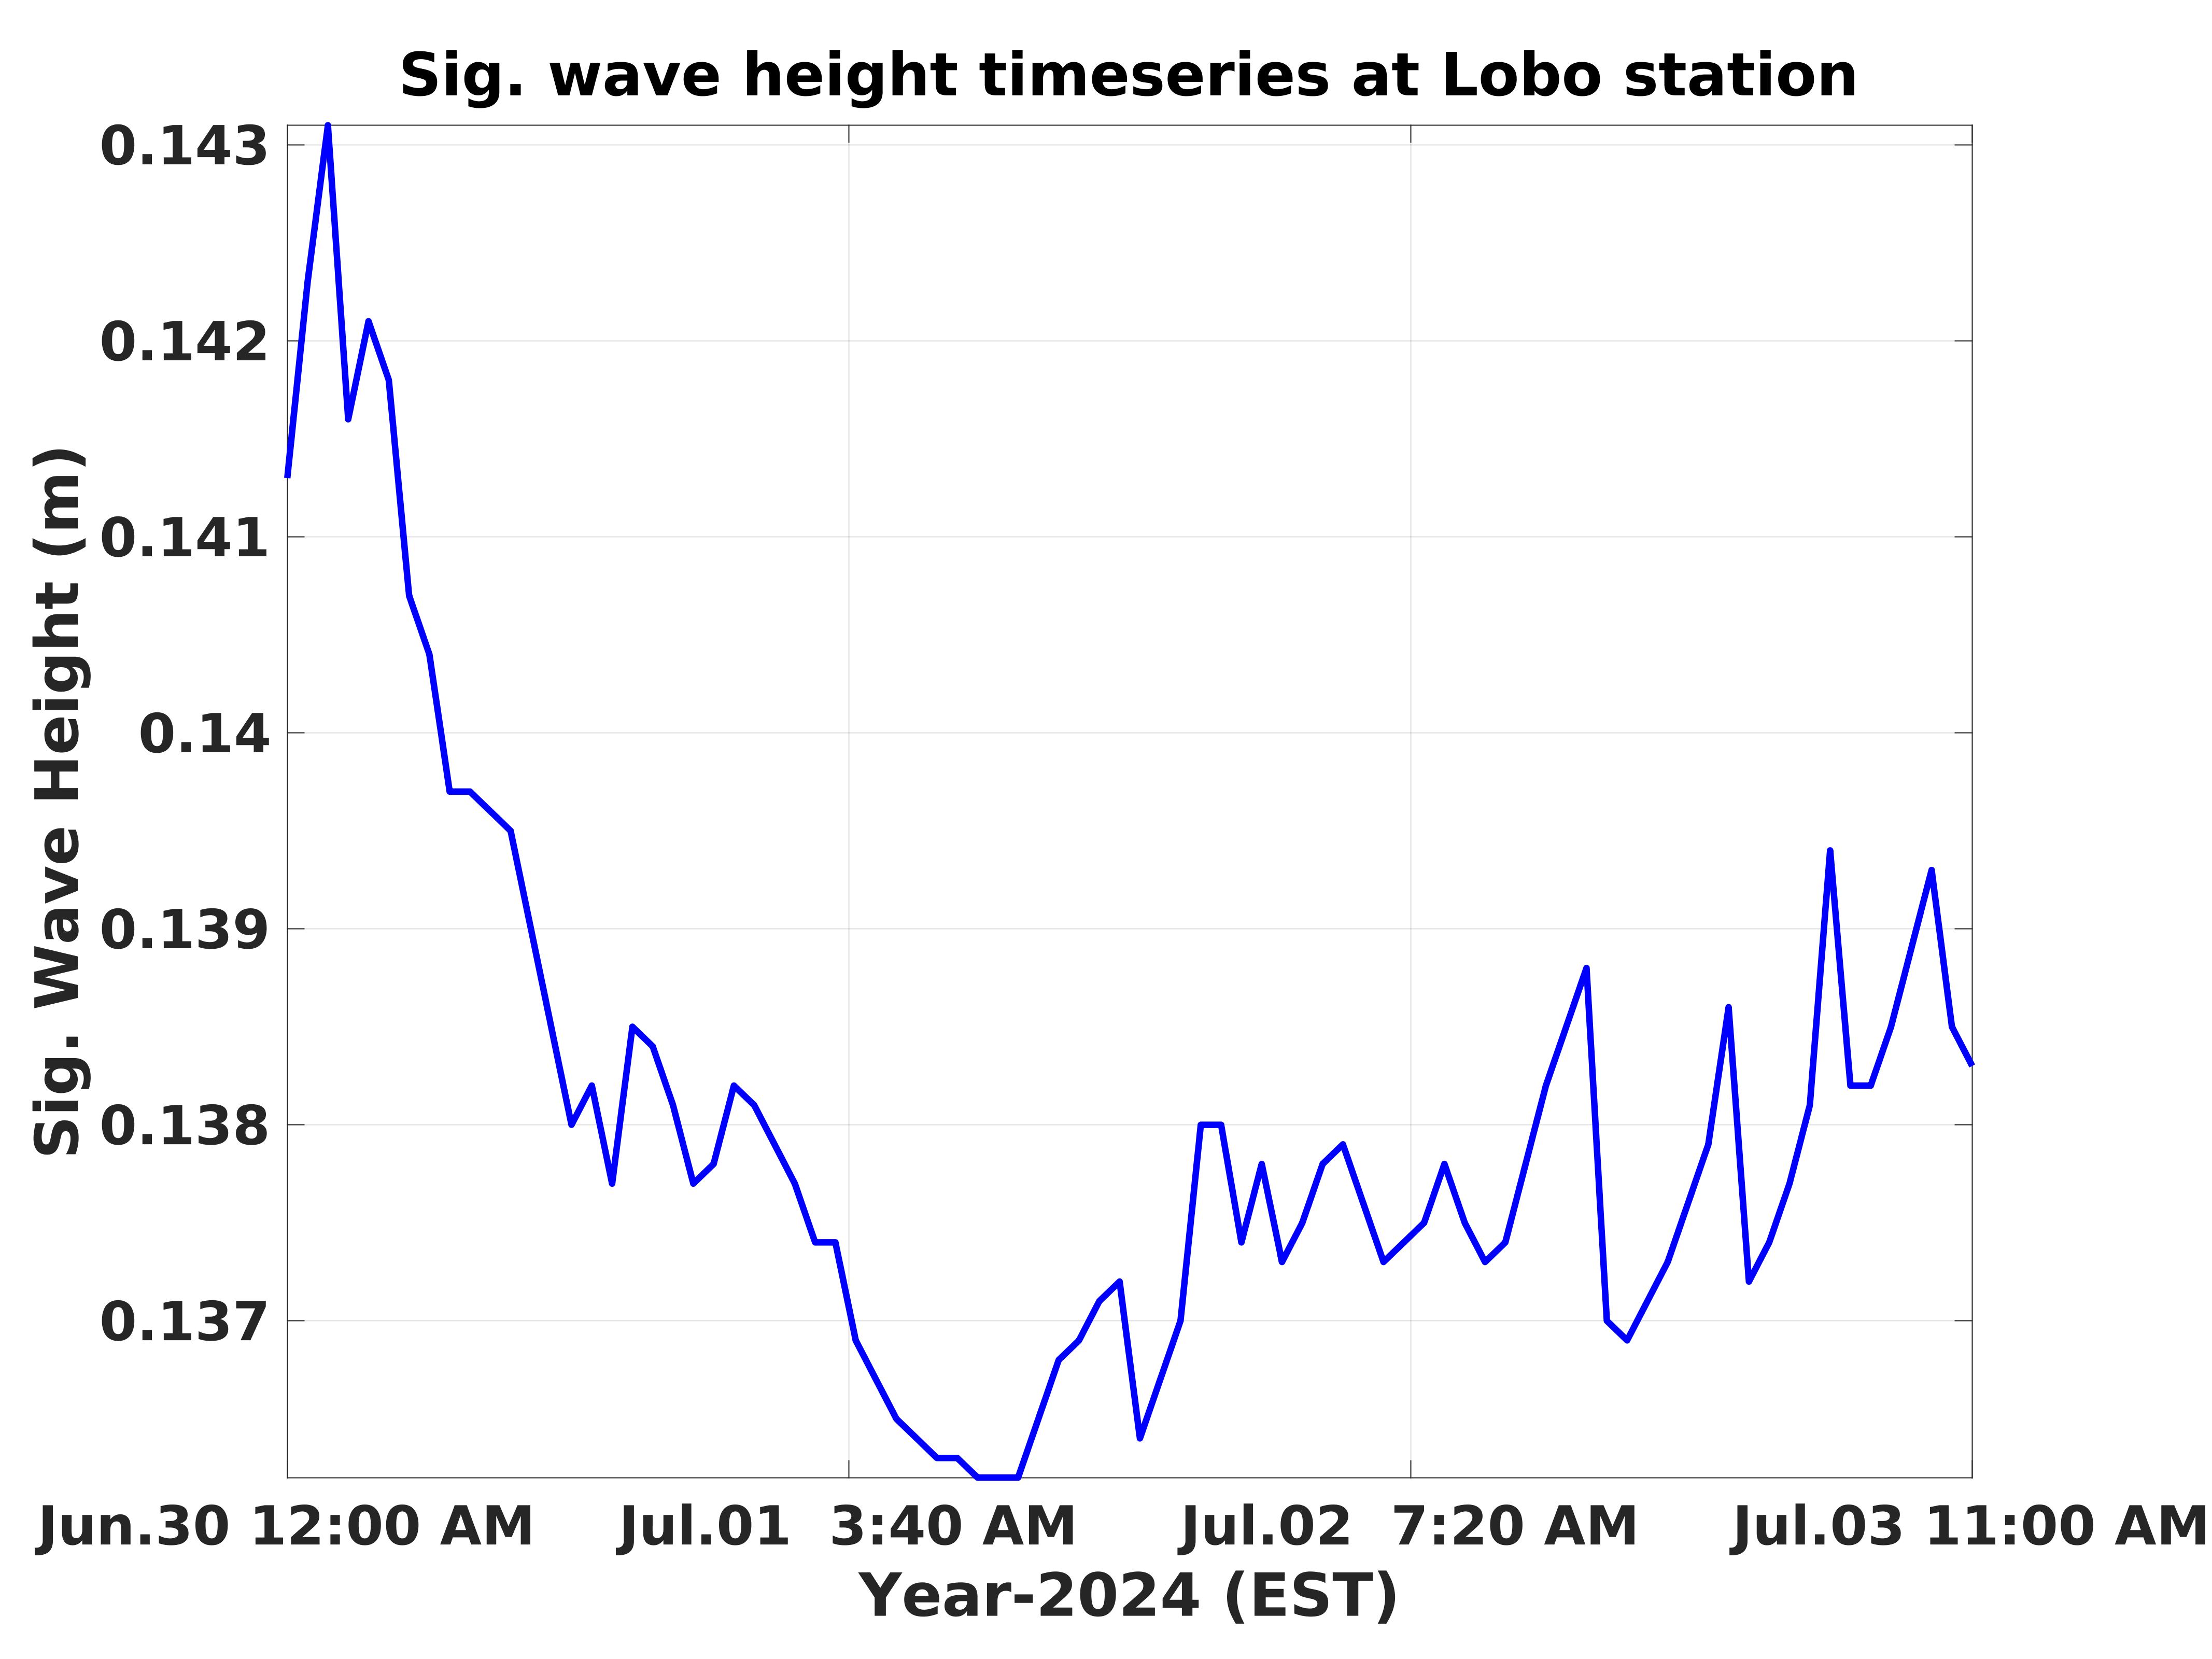 Sig. wave height timeseries at Lobo station
Sig. Wave Height (m)
0.143
0.142
0.141
0.14
0.139
0.138
0.137
Jun.30 12:00 AM Jul.01 3:40 AM Jul.02 7:20 AM Jul.03 11:00 AM
Year-2024 (EST)